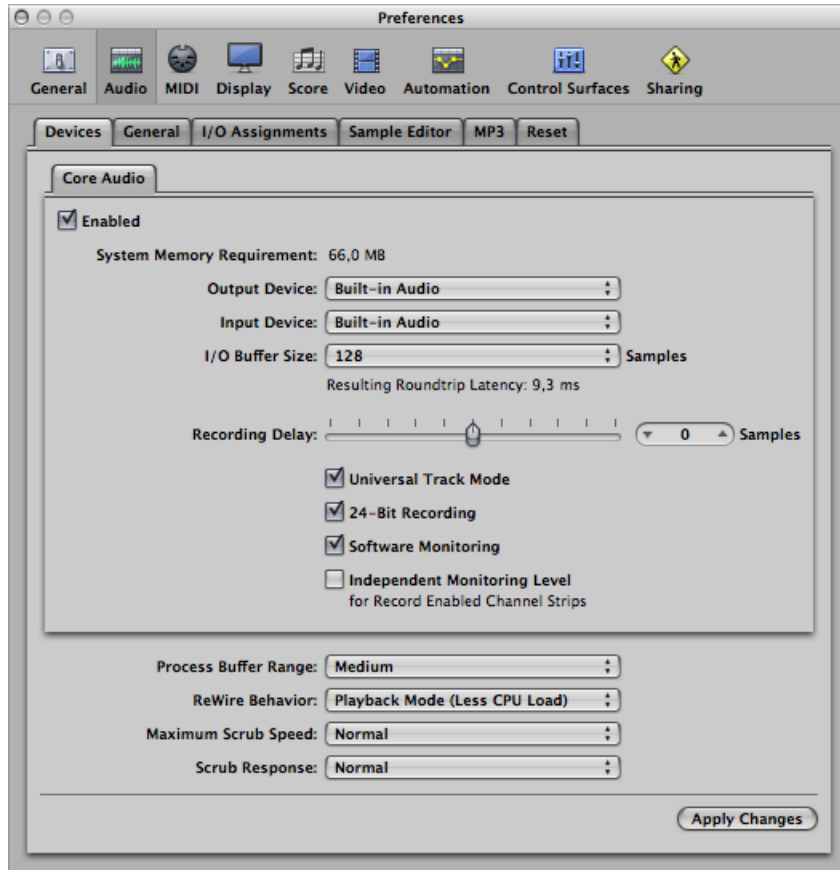 Preferences
General Audio MIDI Display Score Video Automation Control Surfaces Sharing
Devices General I/O Assignments Sample Editor MP3 Reset
Core Audio
Enabled
System Memory Requirement: 66,0 MB
Output Device: Built-in Audio
Input Device: Built-in Audio
I/O Buffer Size: 128 Samples
Resulting Roundtrip Latency: 9,3 ms
Recording Delay: 0 Samples
Universal Track Mode
24-Bit Recording
Software Monitoring
Independent Monitoring Level
for Record Enabled Channel Strips
Process Buffer Range: Medium
ReWire Behavior: Playback Mode (Less CPU Load)
Maximum Scrub Speed: Normal
Scrub Response: Normal
Apply Changes